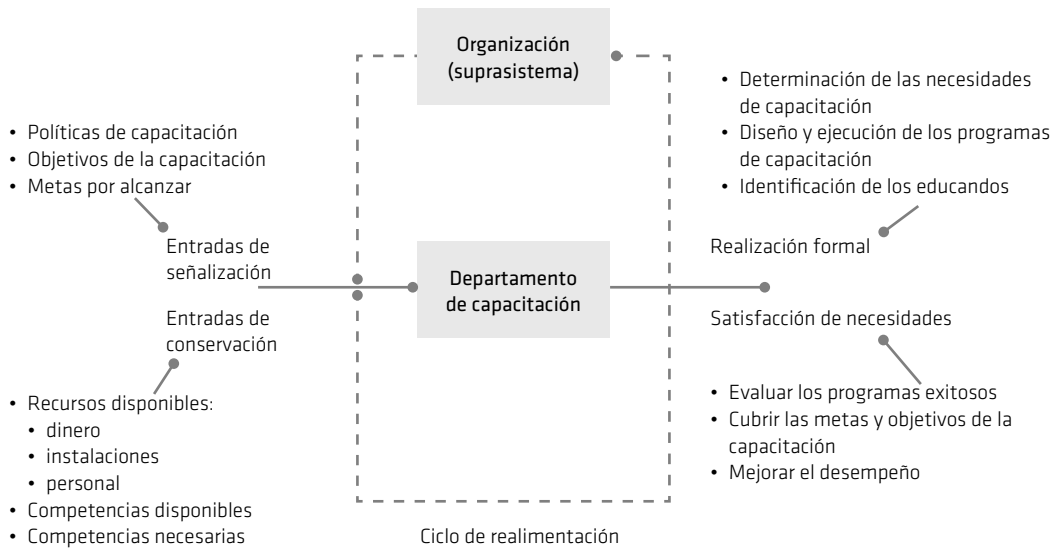 Organización
(suprasistema)
• Políticas de capacitación
• Objetivos de la capacitación
• Metas por alcanzar
Entradas de
señalización
Entradas de
conservación
• Recursos disponibles:
• dinero
• instalaciones
• personal
• Competencias disponibles
• Competencias necesarias
Departamento
de capacitación
Ciclo de realimentación
• Determinación de las necesidades
de capacitación
• Diseño y ejecución de los programas
de capacitación
• Identificación de los educandos
Realización formal
Satisfacción de necesidades
• Evaluar los programas exitosos
• Cubrir las metas y objetivos de la
capacitación
• Mejorar el desempeño